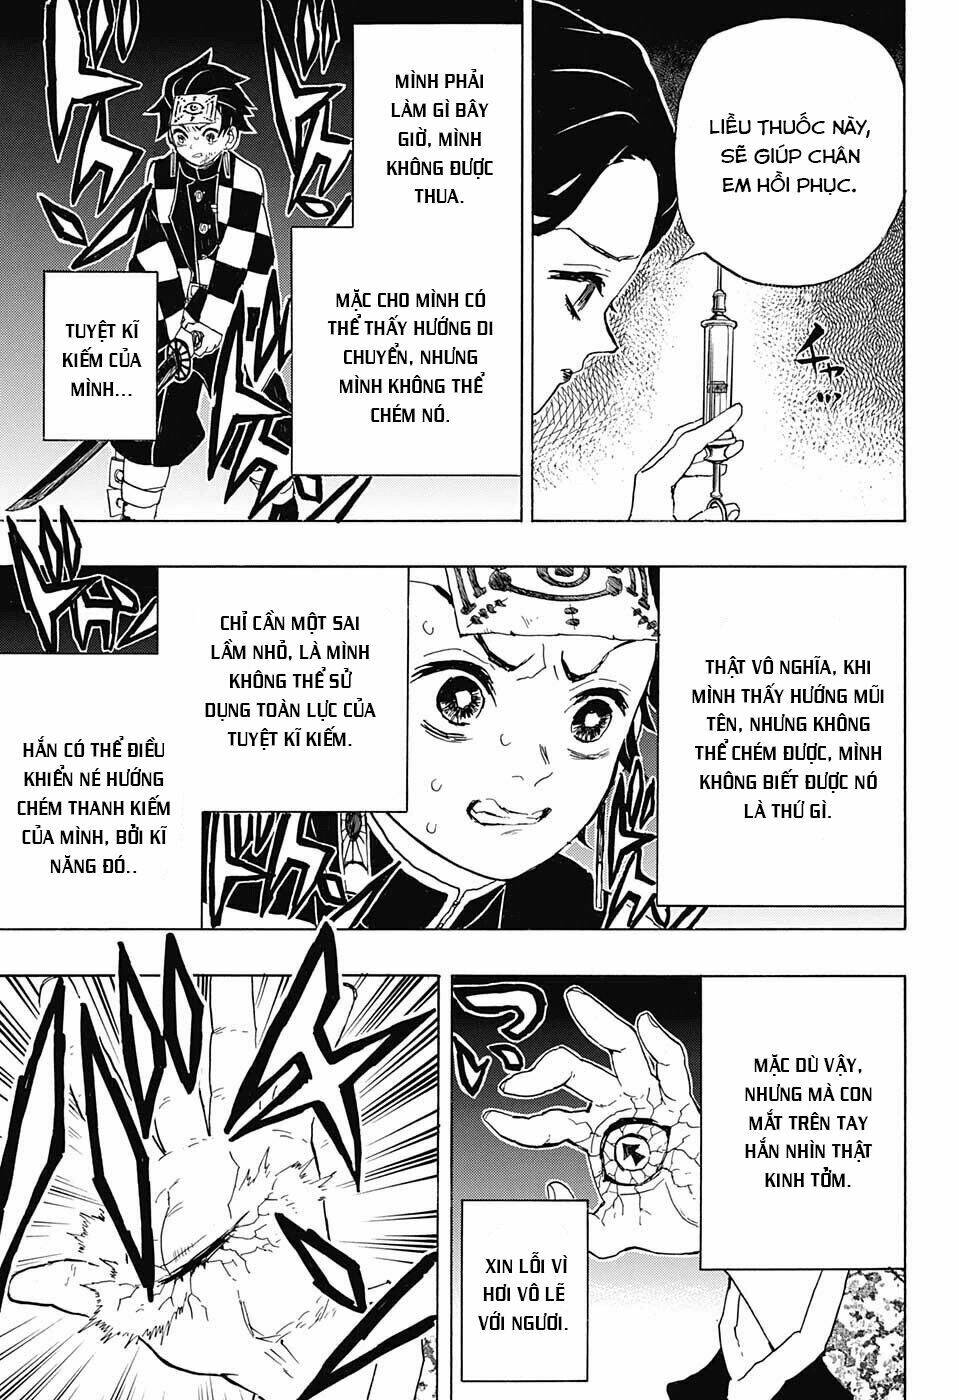 LIỀU THUỐC NÀY,
SẼ GIÚP CHÂN
EM HỒI PHỤC.
チャッ...
MÌNH PHẢI
LÀM GÌ BÂY
GIỜ, MÌNH
KHÔNG ĐƯỢC
THUA.
MẶC CHO MÌNH CÓ
THỂ THẤY HƯỚNG DI
CHUYỂN, NHƯNG
MÌNH KHÔNG THỂ
CHÉM NÓ.
TUYỆT KĨ
KIẾM CỦA
MÌNH...
THẬT VÔ NGHĨA, KHI
MÌNH THẤY HƯỚNG MŨI
TÊN, NHƯNG KHÔNG
THỂ CHÉM ĐƯỢC, MÌNH
KHÔNG BIẾT ĐƯỢC NÓ
LÀ THỨ GÌ.
CHỈ CẦN MỘT SAI
LẦM NHỎ, LÀ MÌNH
KHÔNG THỂ SỬ
DỤNG TOÀN LỰC CỦA
TUYỆT KĨ KIẾM.
HẮN CÓ THỂ ĐIỀU
KHIỂN NÉ HƯỚNG
CHÉM THANH KIẾM
CỦA MÌNH, BỞI KĨ
NĂNG ĐÓ..
MẶC DÙ VẬY,
NHƯNG MÀ CON
MẮT TRÊN TAY
HẮN NHÌN THẬT
KINH TỞM.
XIN LỖI VÌ
HƠI VÔ LẼ
VỚI NGƯƠI.